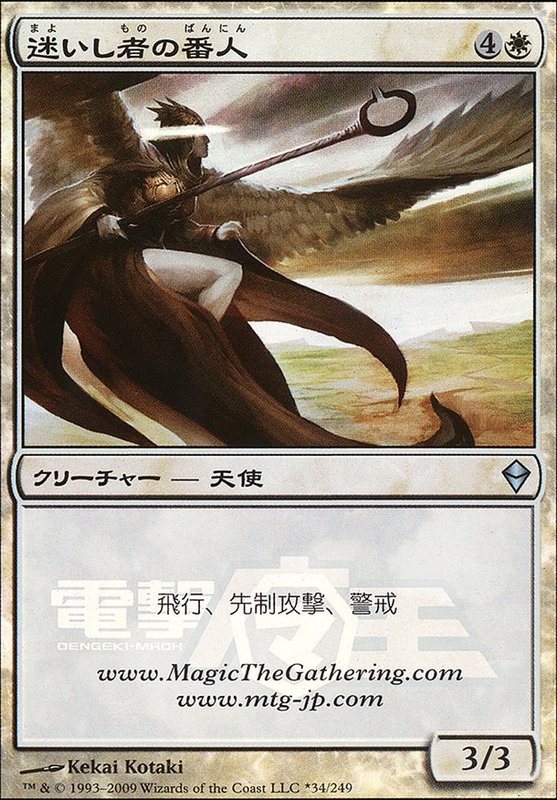 まよ もの ばんにん
迷いし者の番人 4
クリーチャー — 天使
電撃
DENGEKI-MAOH
飛行、先制攻撃、警戒
www.MagicTheGathering.com
www.mtg-jp.com
Kekai Kotaki
3/3
™ & © 1993–2009 Wizards of the Coast LLC *34/249